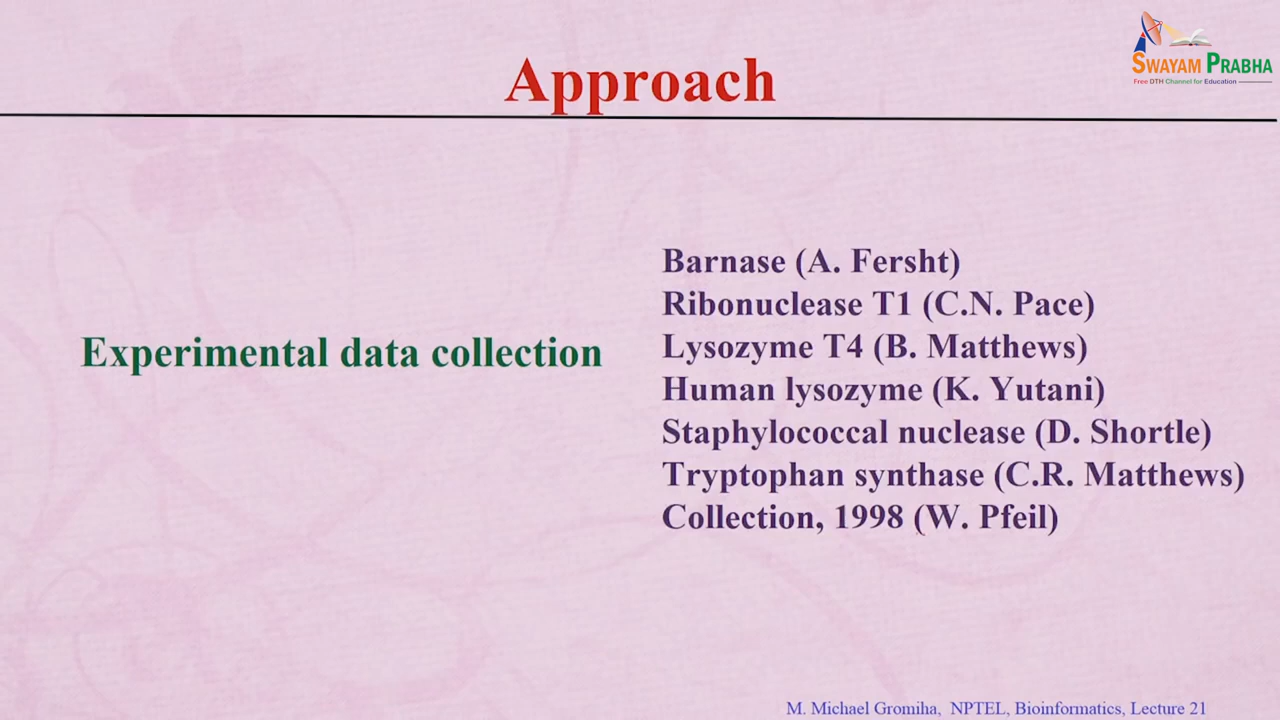 SWAYAM PRABHA
Free DTH Channel for Education
Approach
Experimental data collection
Barnase (A. Fersht)
Ribonuclease T1 (C.N. Pace)
Lysozyme T4 (B. Matthews)
Human lysozyme (K. Yutani)
Staphylococcal nuclease (D. Shortle)
Tryptophan synthase (C.R. Matthews)
Collection, 1998 (W. Pfeil)
M. Michael Gromiha, NPTEL, Bioinformatics, Lecture 21